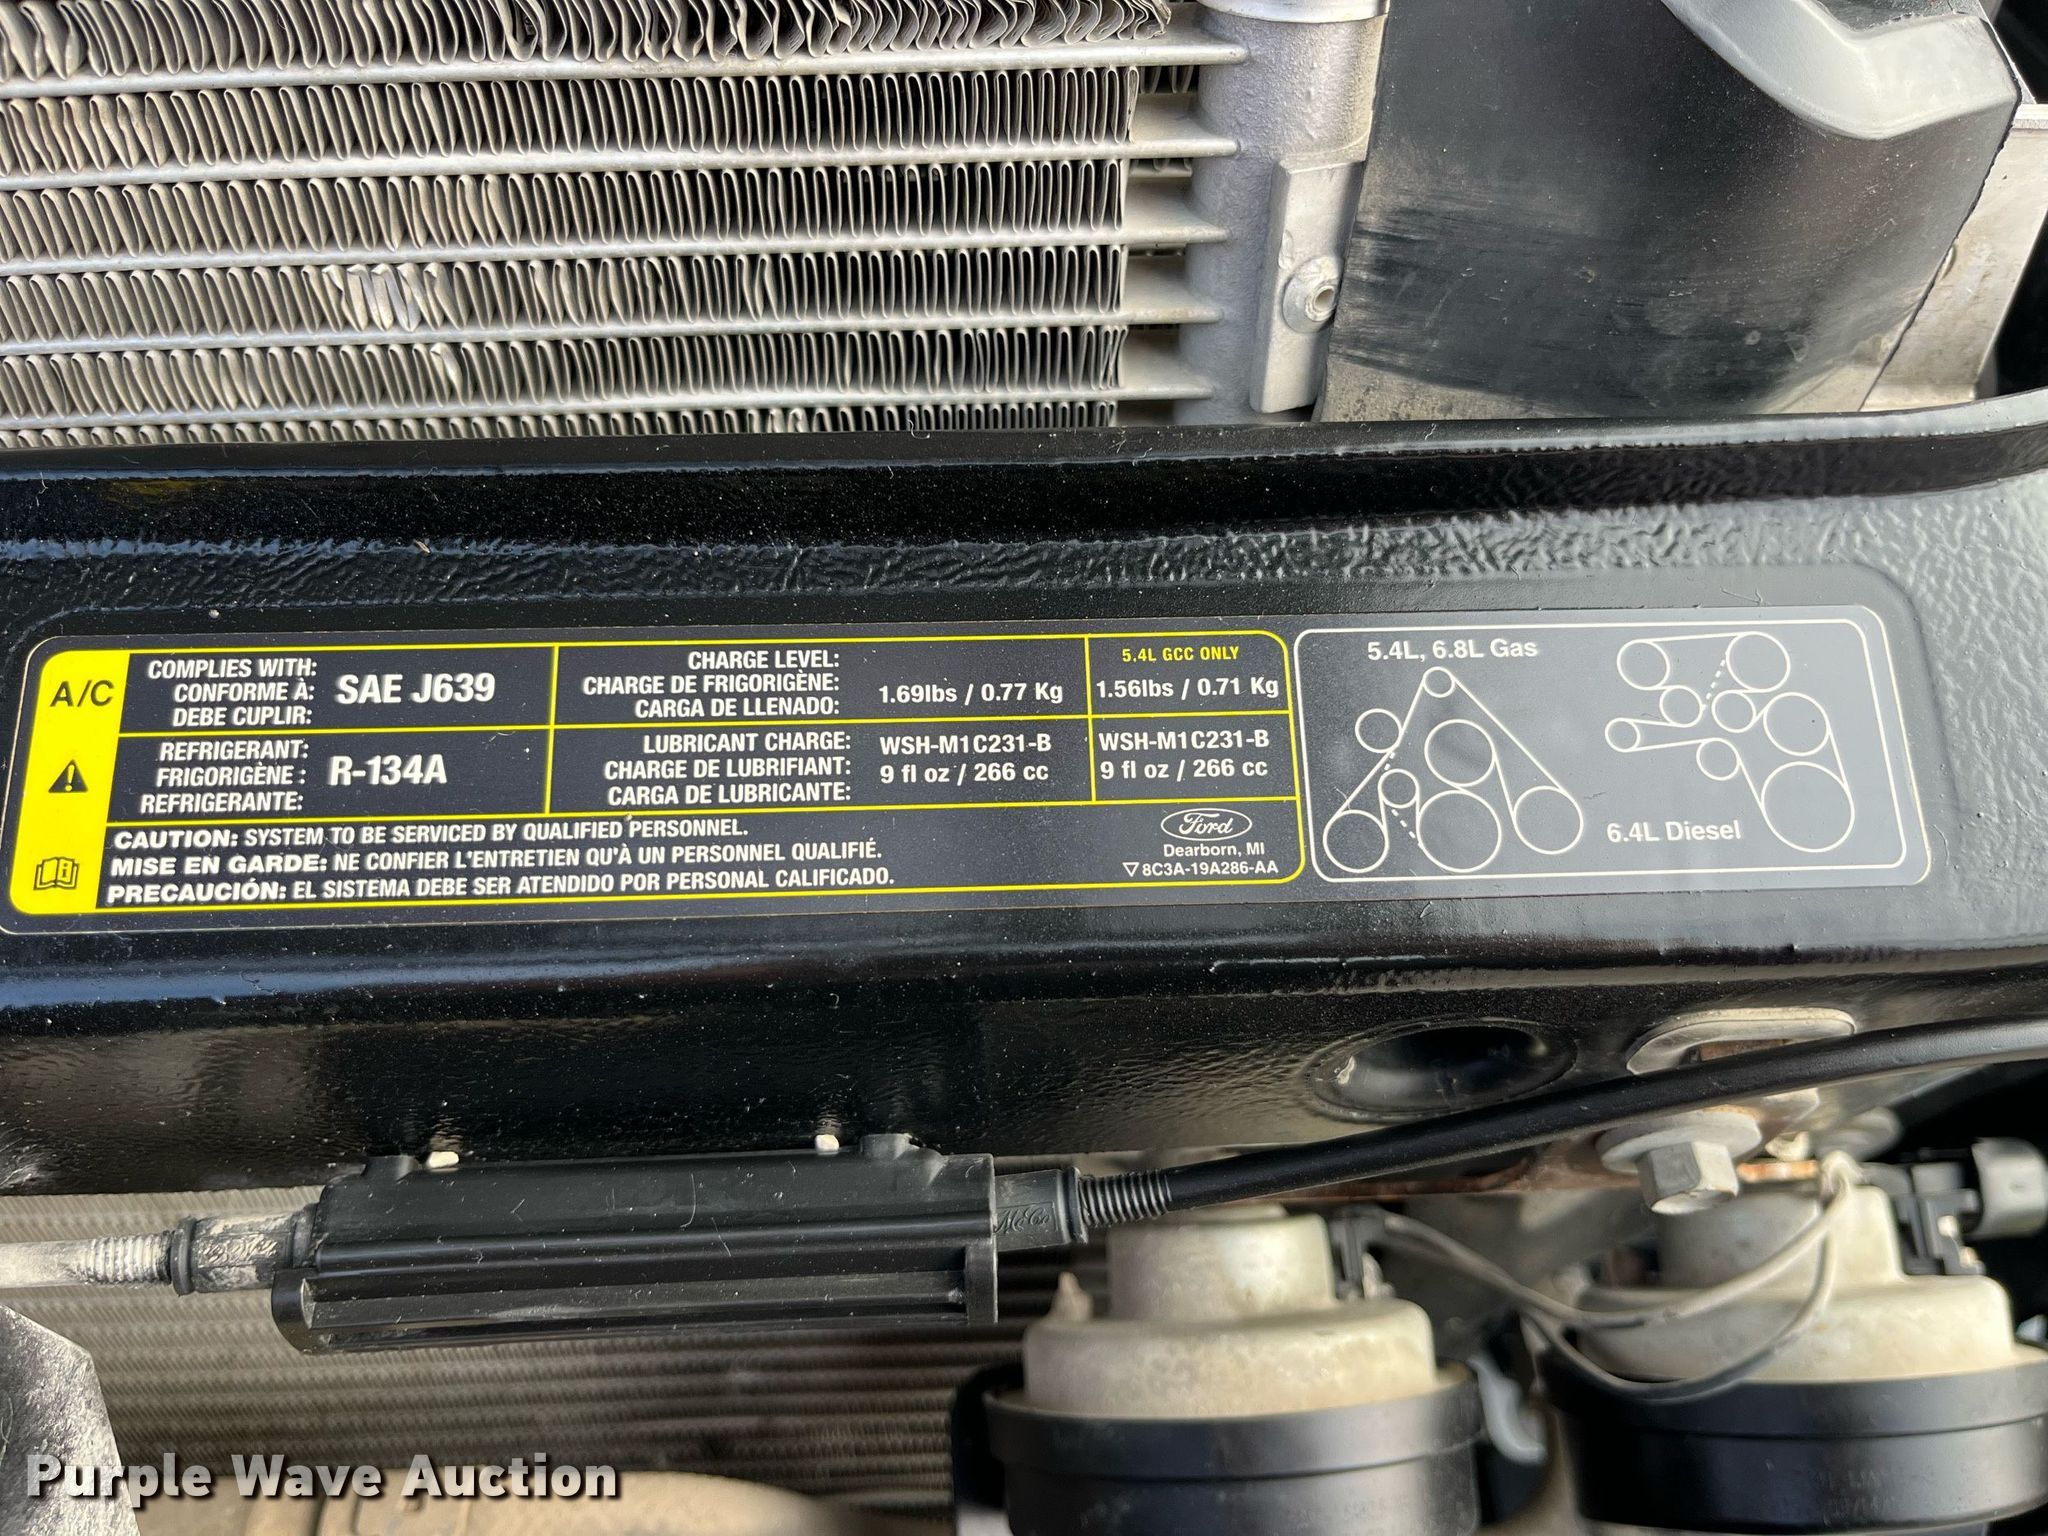 A/C
COMPLIES WITH:
CONFORME À:
DEBE CUPLIR:
SAE J639
CHARGE LEVEL:
CHARGE DE FRIGORIGÈNE:
CARGA DE LLENADO:
1.69lbs / 0.77 Kg
5.4L GCC ONLY
1.56lbs / 0.71 Kg
REFRIGERANT:
FRIGORIGÈNE :
REFRIGERANTE:
R-134A
LUBRICANT CHARGE:
CHARGE DE LUBRIFIANT:
CARGA DE LUBRICANTE:
WSH-M1C231-B
9 fl oz / 266 cc
WSH-M1C231-B
9 fl oz / 266 cc
CAUTION: SYSTEM TO BE SERVICED BY QUALIFIED PERSONNEL.
MISE EN GARDE: NE CONFIER L'ENTRETIEN QU'À UN PERSONNEL QUALIFIÉ.
PRECAUCIÓN: EL SISTEMA DEBE SER ATENDIDO POR PERSONAL CALIFICADO.
Ford
Dearborn, MI
8C3A-19A286-AA
5.4L, 6.8L Gas
6.4L Diesel
Purple Wave Auction